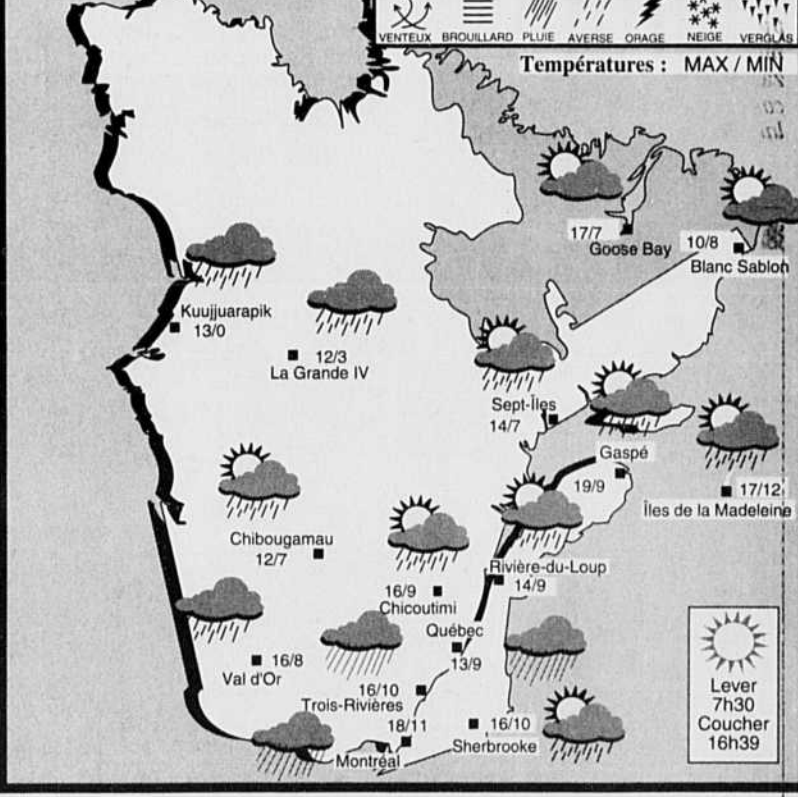 VENTEUX BROUILLARD PLUIE AVERSE ORAGE NEIGE VERGLAS
Températures : MAX / MIN
17/7
Goose Bay
10/8
Blanc Sablon
Kuujjuarapik
13/0
12/3
La Grande IV
Sept-Îles
14/7
Gaspé
19/9
17/12
Îles de la Madeleine
Chibougamau
12/7
Rivière-du-Loup
14/9
16/9
Chicoutimi
Québec
13/9
16/8
Val d'Or
16/10
Trois-Rivières
18/11
Montréal
16/10
Sherbrooke
Lever
7h30
Coucher
16h39